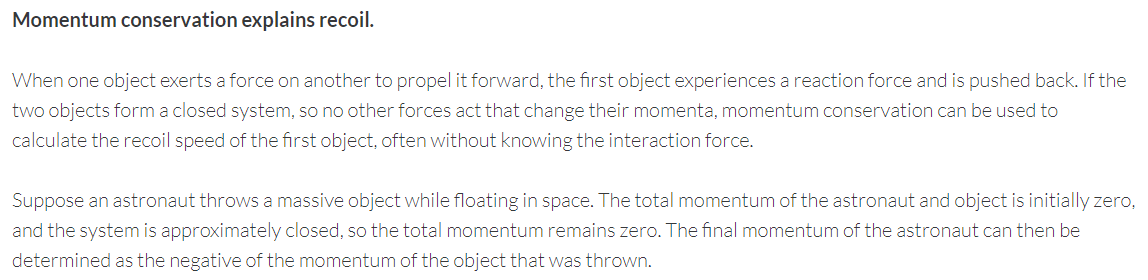 Momentum conservation explains recoil.
When one object exerts a force on another to propel it forward, the first object experiences a reaction force and is pushed back. If the
two objects form a closed system, so no other forces act that change their momenta, momentum conservation can be used to
calculate the recoil speed of the first object, often without knowing the interaction force.
Suppose an astronaut throws a massive object while floating in space. The total momentum of the astronaut and object is initially zero,
and the system is approximately closed, so the total momentum remains zero. The final momentum of the astronaut can then be
determined as the negative of the momentum of the object that was thrown.